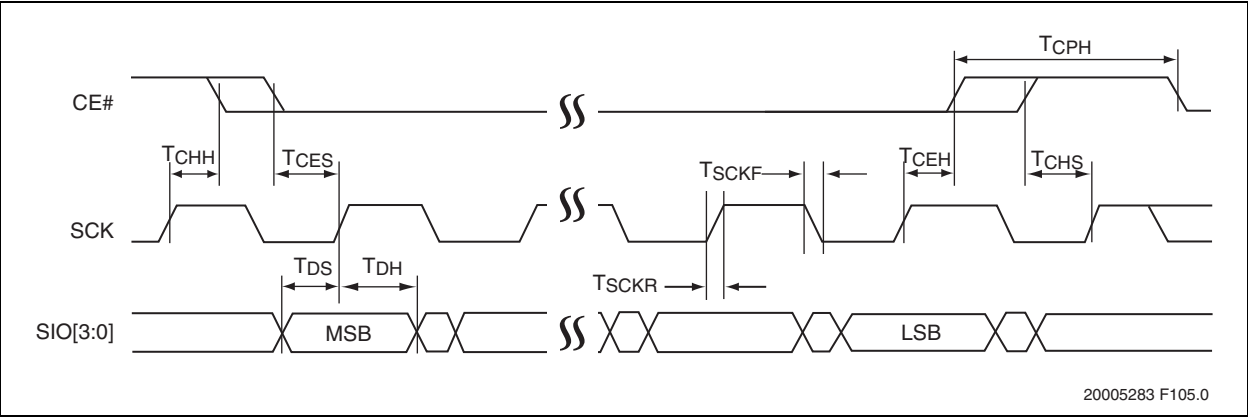 TCPH
CE#
TCHH
TCES
TSCKF
TCEH
TCHS
SCK
TDS
TDH
TSCKR
SIO[3:0]
MSB
LSB
20005283 F105.0